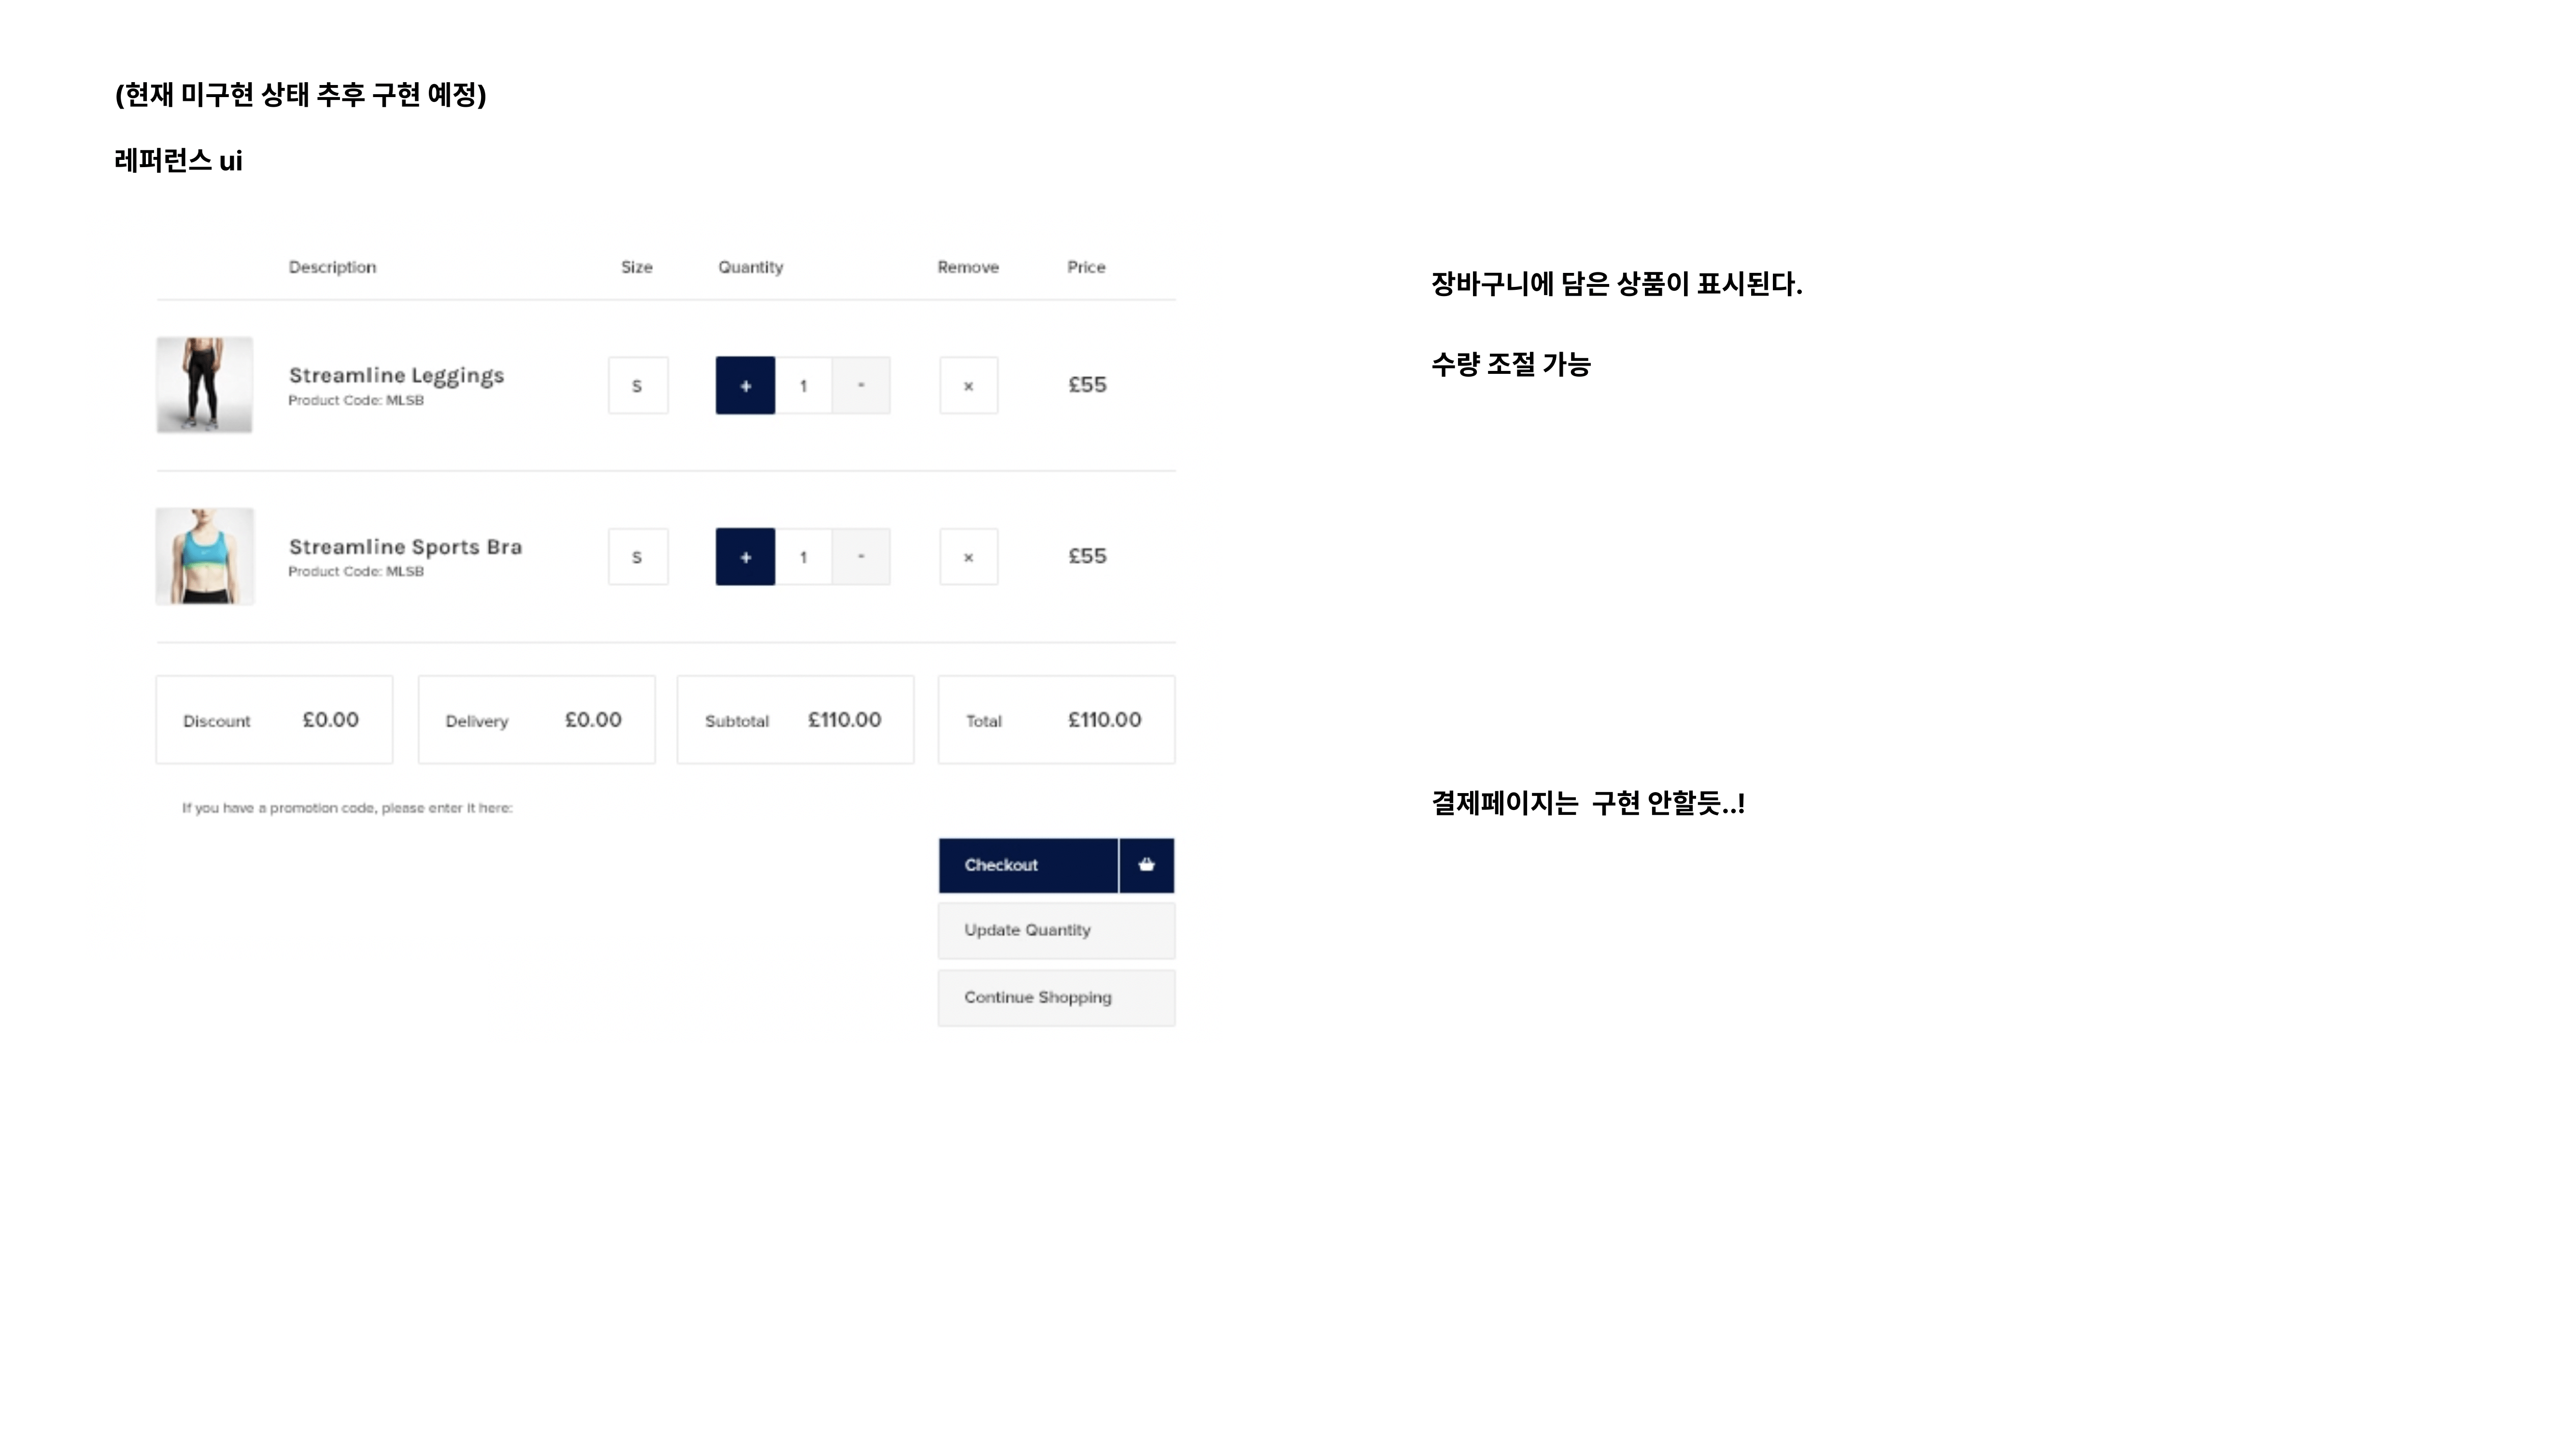 (현재 미구현 상태 추후 구현 예정)
레퍼런스 ui
Description Size Quantity Remove Price
Streamline Leggings
Product Code: MLSB
S + 1 - × £55
Streamline Sports Bra
Product Code: MLSB
S + 1 - × £55
Discount £0.00 Delivery £0.00 Subtotal £110.00 Total £110.00
If you have a promotion code, please enter it here:
Checkout
Update Quantity
Continue Shopping
장바구니에 담은 상품이 표시된다.
수량 조절 가능
결제페이지는 구현 안할듯..!